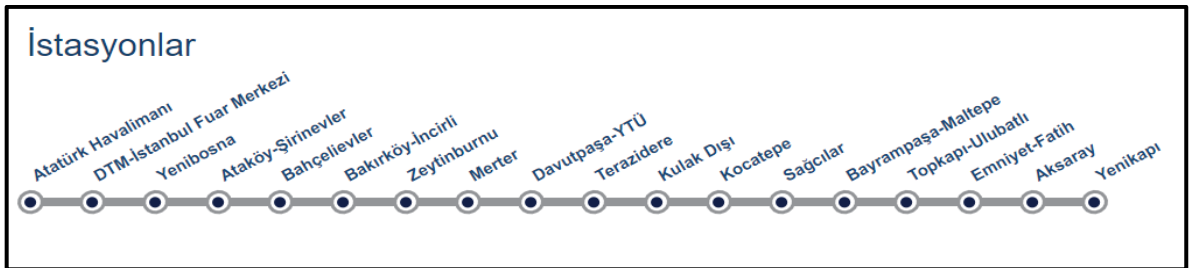 İstasyonlar
Atatürk Havalimanı
DTM-İstanbul Fuar Merkezi
Yenibosna
Ataköy-Şirinevler
Bahçelievler
Bakırköy-İncirli
Zeytinburnu
Merter
Davutpaşa-YTÜ
Terazidere
Kulak Dışı
Kocatepe
Sağcılar
Bayrampaşa-Maltepe
Topkapı-Ulubatlı
Emniyet-Fatih
Aksaray
Yenikapı